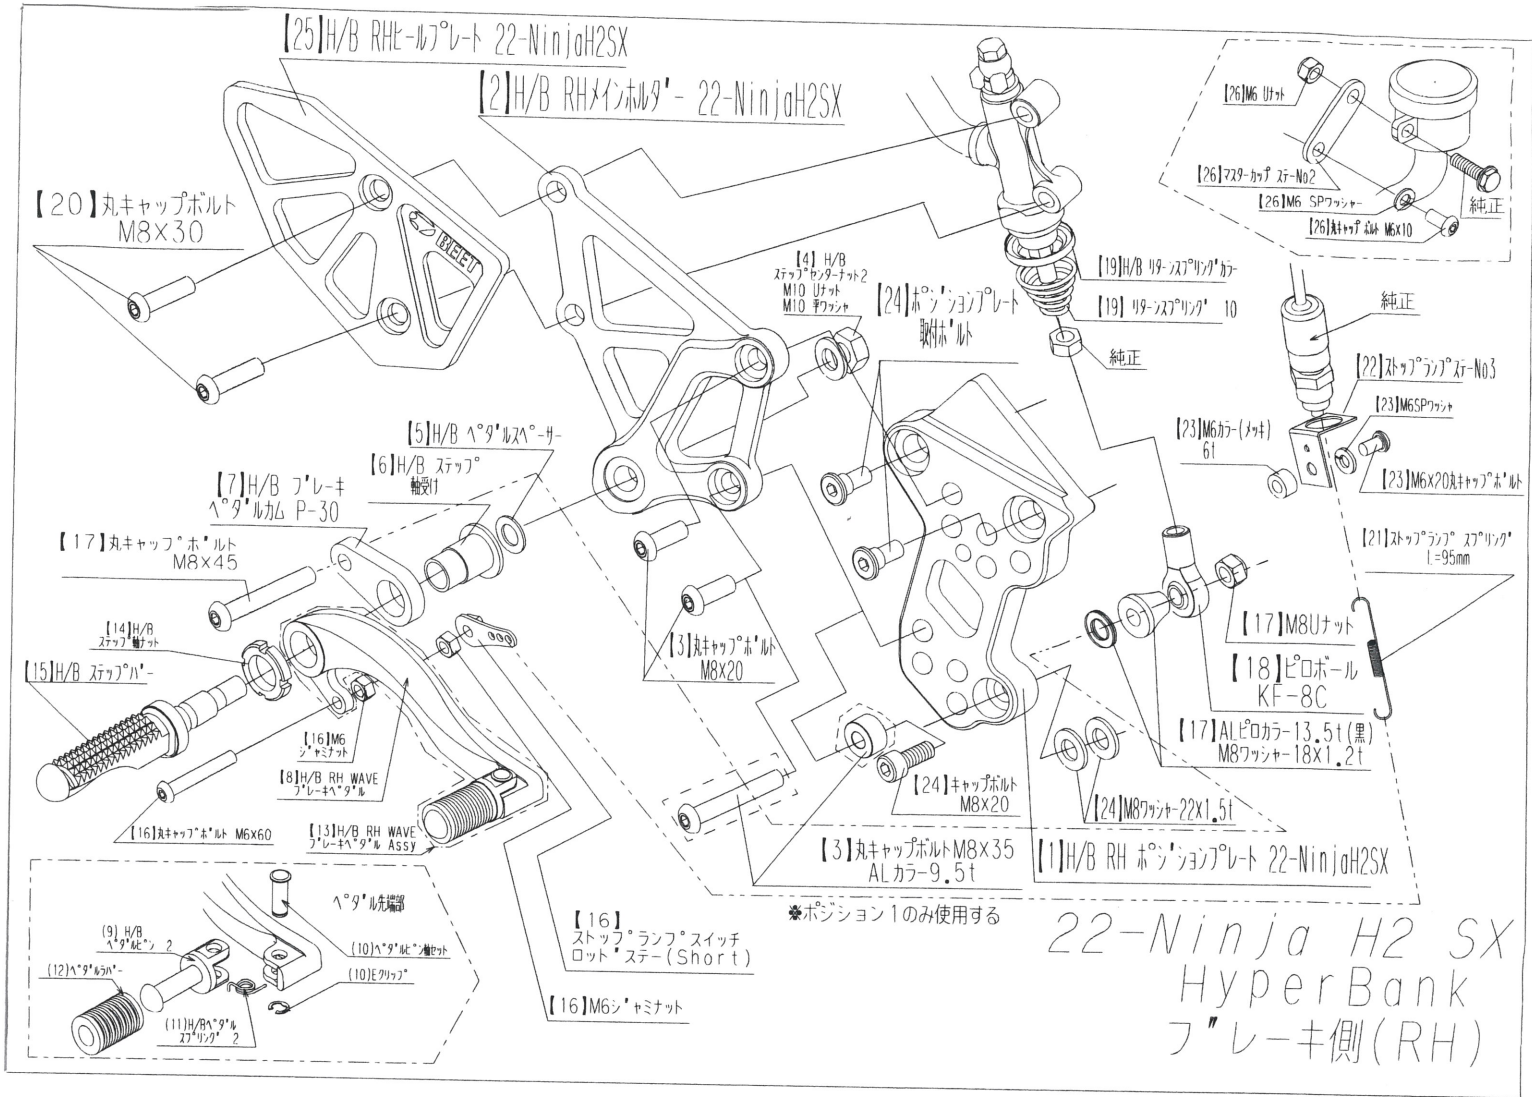 【25】H/B RHヒールプレート 22-NinjaH2SX
【2】H/B RHメインホルダー 22-NinjaH2SX
【20】丸キャップボルト
M8×30
BEET
【26】M6 Uナット
【26】マスターカップ ステーNo2
【26】M6 SPワッシャー
【26】丸キャップ ボルト M6×10
純正
【4】 H/B
ステップセンターナット2
M10 Uナット
M10 平ワッシャ
【24】ポジションプレート
取付ボルト
【19】H/B リターンスプリングカラー
【19】 リターンスプリング 10
純正
純正
【22】ストップランプステーNo3
【23】M6SPワッシャ
【23】M6カラー(メッキ)
6t
【23】M6×20丸キャップボルト
【21】ストップランプ スプリング
L=95mm
【5】H/B ペダルスペーサー
【6】H/B ステップ
軸受け
【7】H/B ブレーキ
ペダルカム P-30
【17】丸キャップボルト
M8×45
【14】H/B
ステップ軸ナット
【15】H/B ステップバー
【16】M6
ジャミナット
【8】H/B RH WAVE
ブレーキペダル
【16】丸キャップボルト M6×60
【13】H/B RH WAVE
ブレーキペダル Assy
【3】丸キャップボルト
M8×20
【17】M8Uナット
【18】ピロボール
KF-8C
【17】ALピロカラー13.5t(黒)
M8ワッシャー18×1.2t
【24】キャップボルト
M8×20
【24】M8ワッシャー22×1.5t
【3】丸キャップボルトM8×35
ALカラー9.5t
【1】H/B RH ポジションプレート 22-NinjaH2SX
※ポジション1のみ使用する
ペダル先端部
(9) H/B
ペダルピン 2
(10)ペダルピン軸セット
(10)Eクリップ
(12)ペダルラバー
(11)H/Bペダル
スプリング 2
【16】
ストップランプスイッチ
ロッドステー(Short)
【16】M6ジャミナット
22-Ninja H2 SX
HyperBank
ブレーキ側(RH)